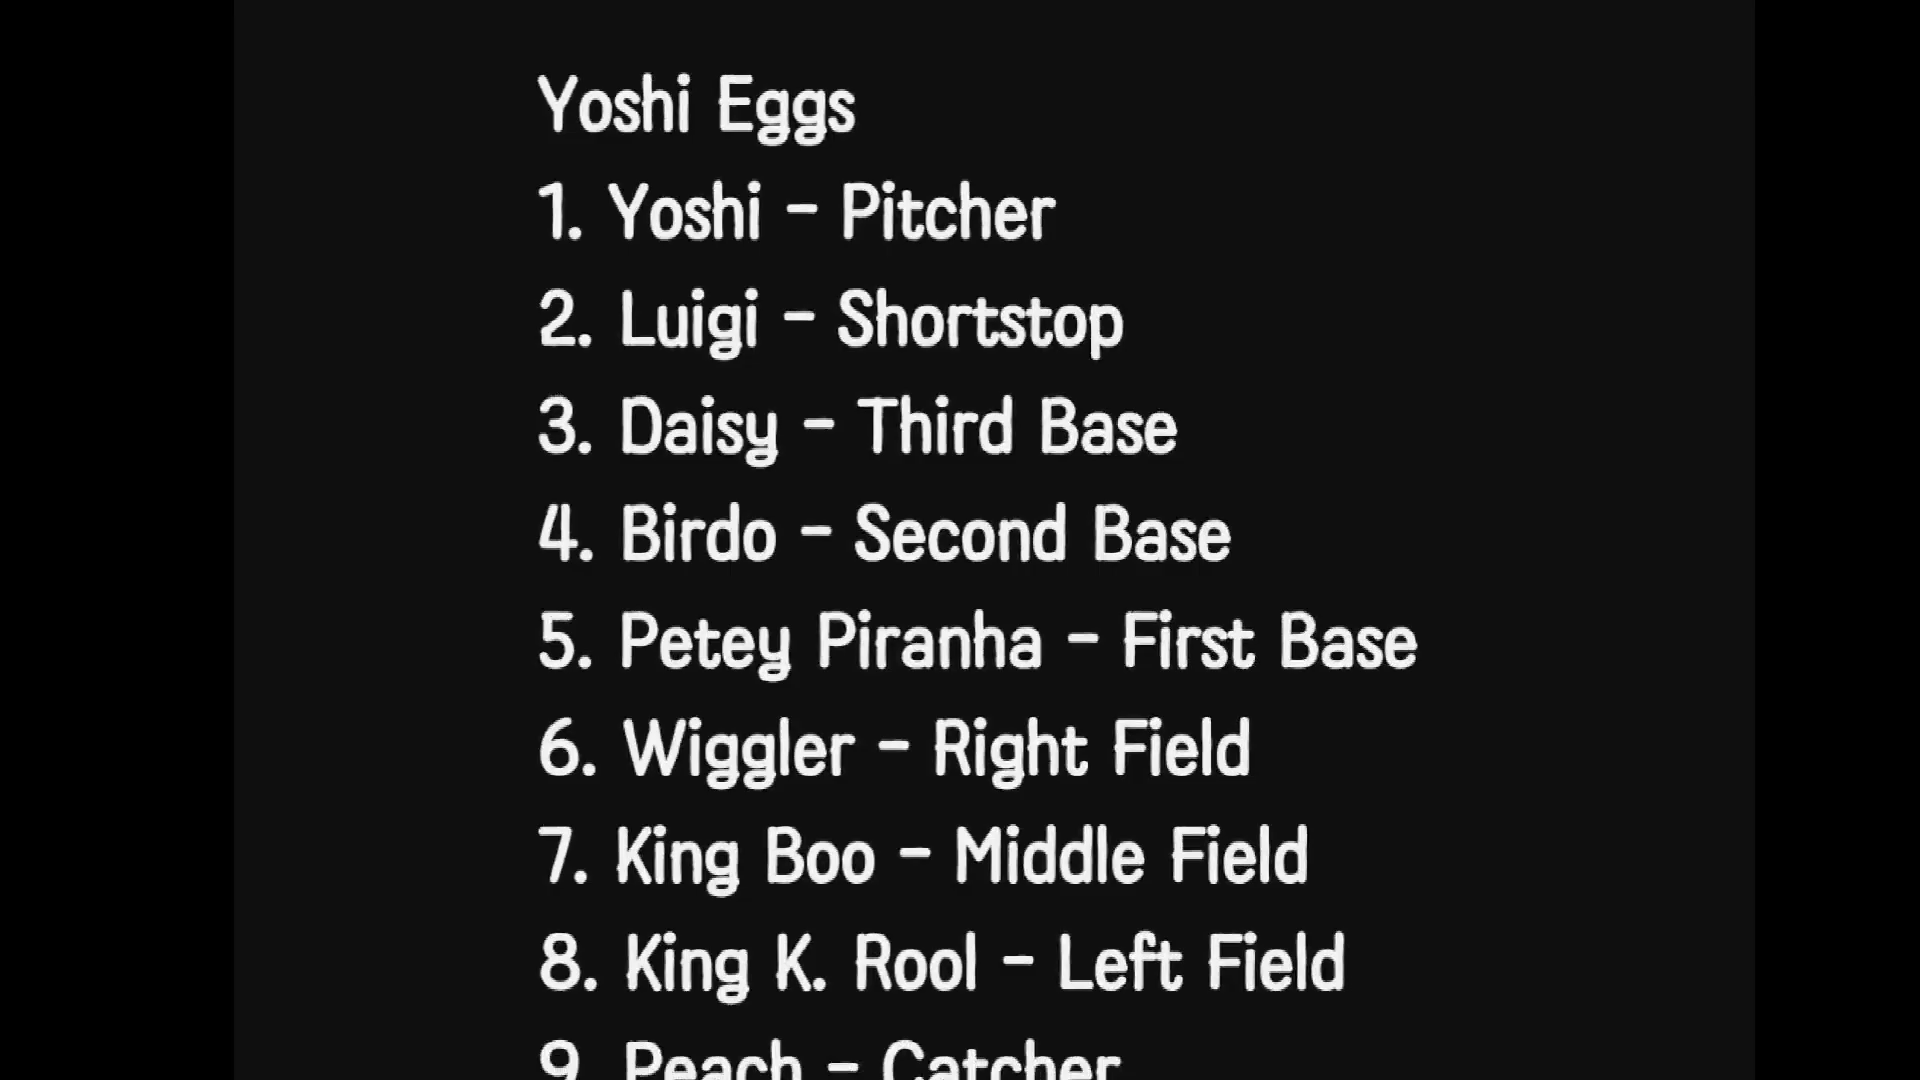 Yoshi Eggs
1. Yoshi - Pitcher
2. Luigi - Shortstop
3. Daisy - Third Base
4. Birdo - Second Base
5. Petey Piranha - First Base
6. Wiggler - Right Field
7. King Boo - Middle Field
8. King K. Rool - Left Field
9. Peach - Catcher